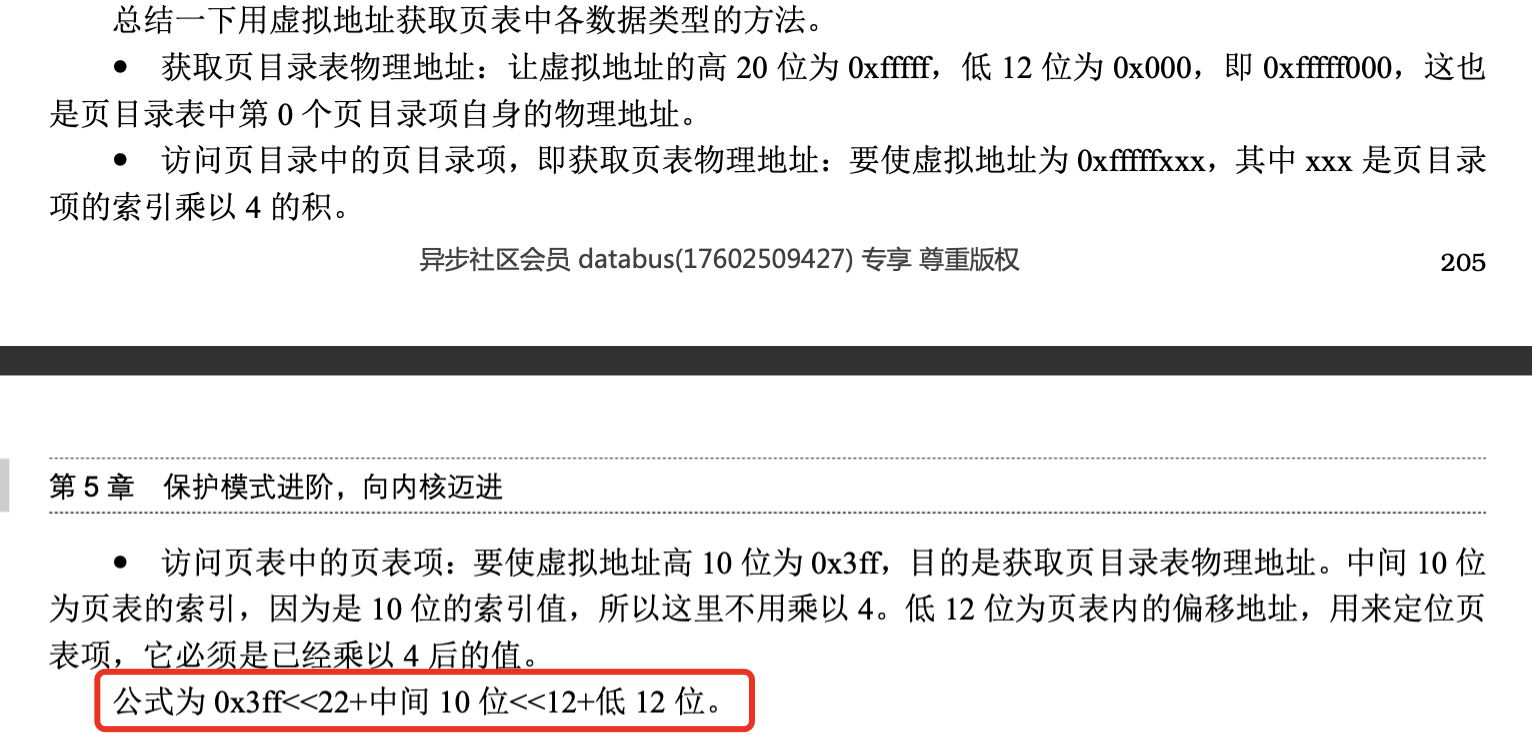 总结一下用虚拟地址获取页表中各数据类型的方法。
● 获取页目录表物理地址：让虚拟地址的高 20 位为 0xfffff，低 12 位为 0x000，即 0xfffff000，这也
是页目录表中第 0 个页目录项自身的物理地址。
● 访问页目录中的页目录项，即获取页表物理地址：要使虚拟地址为 0xfffffxxx，其中 xxx 是页目录
项的索引乘以 4 的积。
异步社区会员 databus(17602509427) 专享 尊重版权
205
第 5 章 保护模式进阶，向内核迈进
● 访问页表中的页表项：要使虚拟地址高 10 位为 0x3ff，目的是获取页目录表物理地址。中间 10 位
为页表的索引，因为是 10 位的索引值，所以这里不用乘以 4。低 12 位为页表内的偏移地址，用来定位页
表项，它必须是已经乘以 4 后的值。
公式为 0x3ff<<22+中间 10 位<<12+低 12 位。